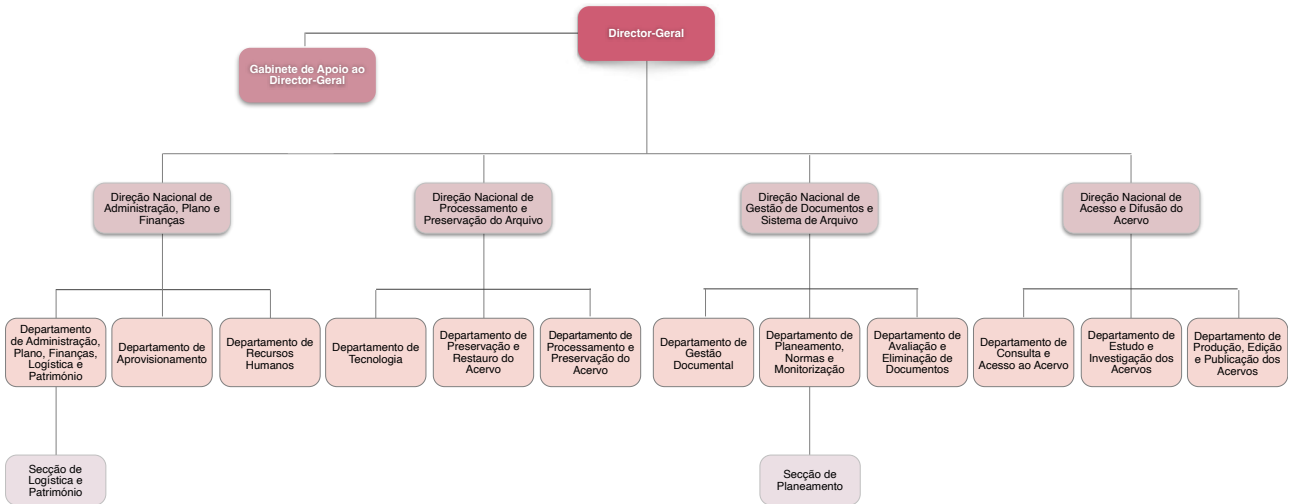 Director-Geral
Gabinete de Apoio ao
Director-Geral
Direção Nacional de
Administração, Plano e
Finanças
Direção Nacional de
Processamento e
Preservação do Arquivo
Direção Nacional de
Gestão de Documentos e
Sistema de Arquivo
Direção Nacional de
Acesso e Difusão do
Acervo
Departamento
de Administração,
Plano, Finanças,
Logística e
Património
Departamento de
Aprovisionamento
Departamento de
Recursos
Humanos
Departamento de
Tecnologia
Departamento de
Preservação e
Restauro do
Acervo
Departamento de
Processamento e
Preservação do
Acervo
Departamento de
Gestão
Documental
Departamento de
Planeamento,
Normas e
Monitorização
Departamento de
Avaliação e
Eliminação de
Documentos
Departamento de
Consulta e
Acesso ao Acervo
Departamento de
Estudo e
Investigação dos
Acervos
Departamento de
Produção, Edição
e Publicação dos
Acervos
Secção de
Logística e
Património
Secção de
Planeamento